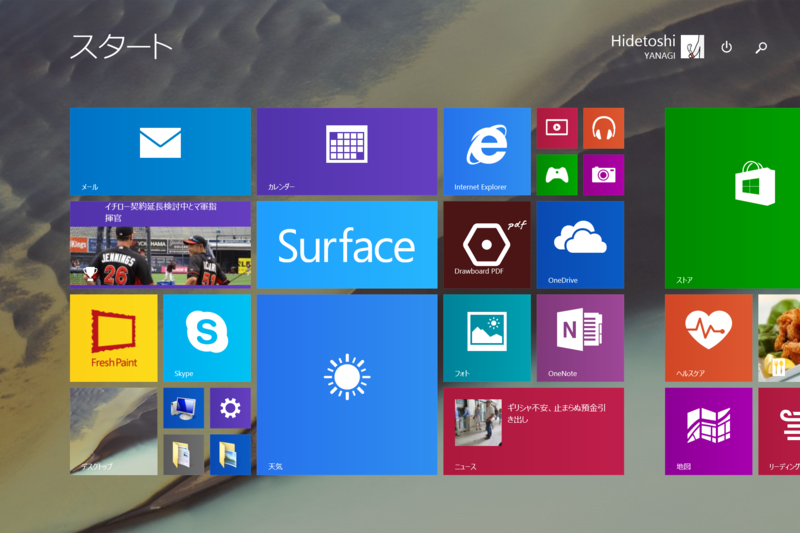 スタート
Hidetoshi
YANAGI
メール
カレンダー
Internet Explorer
イチロー契約延長検討中とマ軍指
揮官
JENNINGS
26
51
Surface
pdf
Drawboard PDF
OneDrive
ストア
Fresh Paint
Skype
天気
フォト
N
OneNote
ヘルスケア
デスクトップ
ギリシャ不安、止まらぬ預金引
き出し
ニュース
地図
リーディング